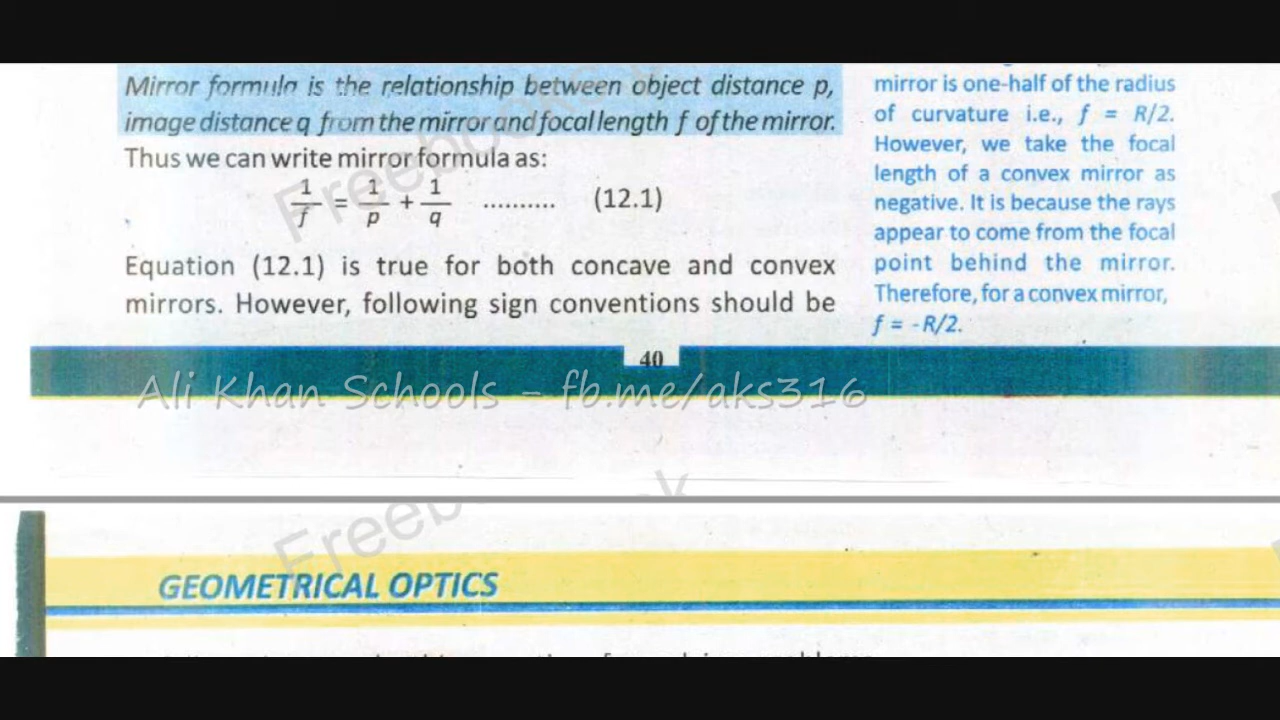 Mirror formula is the relationship between object distance p,
image distance q from the mirror and focal length f of the mirror.
Thus we can write mirror formula as:
1/f = 1/p + 1/q .......... (12.1)
Equation (12.1) is true for both concave and convex
mirrors. However, following sign conventions should be
mirror is one-half of the radius
of curvature i.e., f = R/2.
However, we take the focal
length of a convex mirror as
negative. It is because the rays
appear to come from the focal
point behind the mirror.
Therefore, for a convex mirror,
f = -R/2.
40
Ali Khan Schools - fb.me/aks316
GEOMETRICAL OPTICS